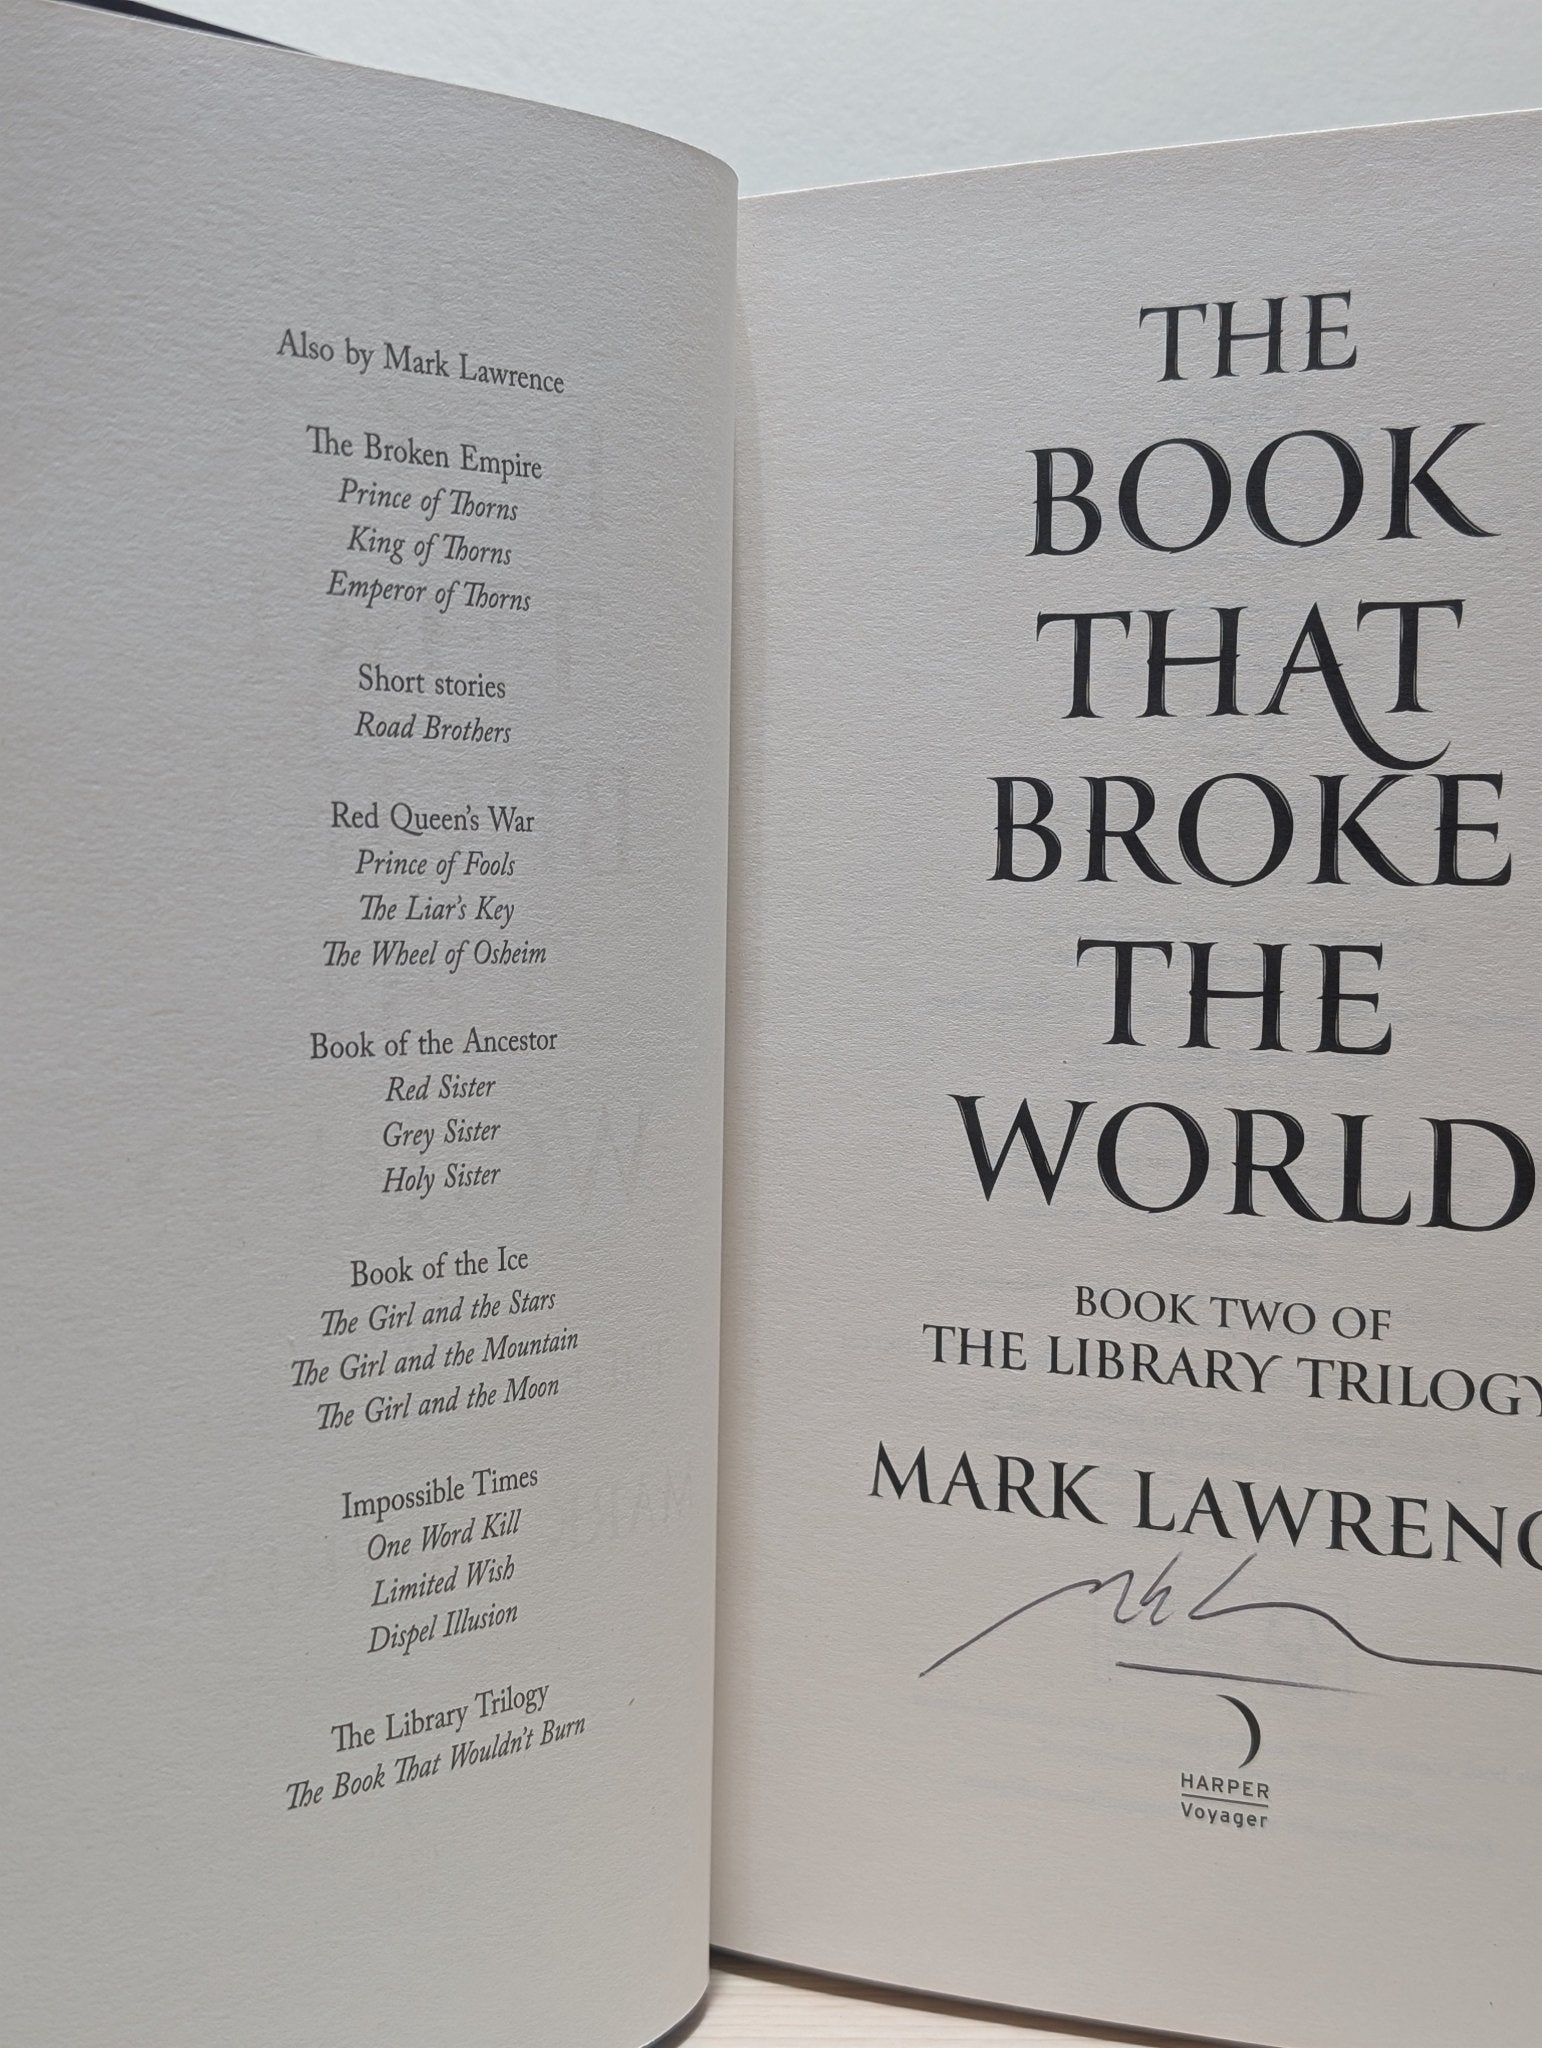 Also by Mark Lawrence
The Broken Empire
Prince of Thorns
King of Thorns
Emperor of Thorns
Short stories
Road Brothers
Red Queen's War
Prince of Fools
The Liar's Key
The Wheel of Osheim
Book of the Ancestor
Red Sister
Grey Sister
Holy Sister
Book of the Ice
The Girl and the Stars
The Girl and the Mountain
The Girl and the Moon
Impossible Times
One Word Kill
Limited Wish
Dispel Illusion
The Library Trilogy
The Book That Wouldn't Burn
THE
BOOK
THAT
BROKE
THE
WORLD
BOOK TWO OF
THE LIBRARY TRILOGY
MARK LAWRENC
HARPER
Voyager